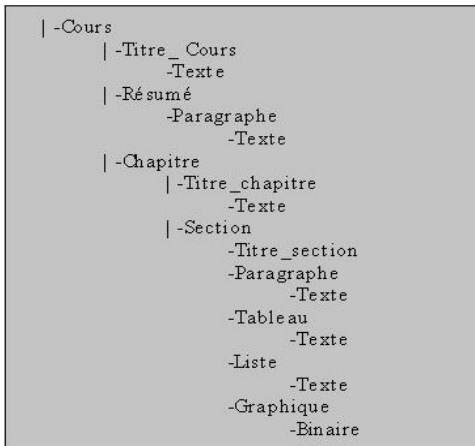 |-Cours
|-Titre_ Cours
-Texte
|-Résumé
-Paragraphe
-Texte
|-Chapitre
|-Titre_chapitre
-Texte
|-Section
-Titre_section
-Paragraphe
-Texte
-Tableau
-Texte
-Liste
-Texte
-Graphique
-Binaire